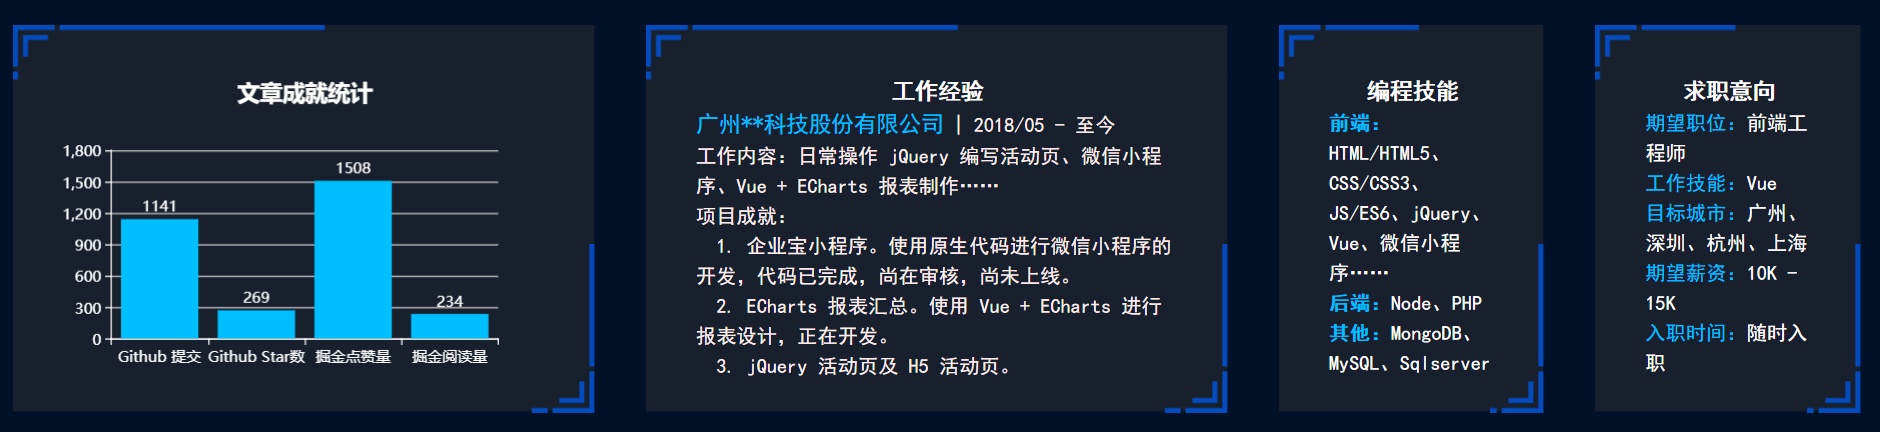 文章成就统计
1,800
1,500
1,200
900
600
300
0
1141
269
1508
234
Github 提交
Github Star数
掘金点赞量
掘金阅读量
工作经验
广州**科技股份有限公司 | 2018/05 - 至今
工作内容：日常操作 jQuery 编写活动页、微信小程
序、Vue + ECharts 报表制作……
项目成就：
1. 企业宝小程序。使用原生代码进行微信小程序的
开发，代码已完成，尚在审核，尚未上线。
2. ECharts 报表汇总。使用 Vue + ECharts 进行
报表设计，正在开发。
3. jQuery 活动页及 H5 活动页。
编程技能
前端：
HTML/HTML5、
CSS/CSS3、
JS/ES6、jQuery、
Vue、微信小程
序……
后端：Node、PHP
其他：MongoDB、
MySQL、Sqlserver
求职意向
期望职位：前端工
程师
工作技能：Vue
目标城市：广州、
深圳、杭州、上海
期望薪资：10K -
15K
入职时间：随时入
职